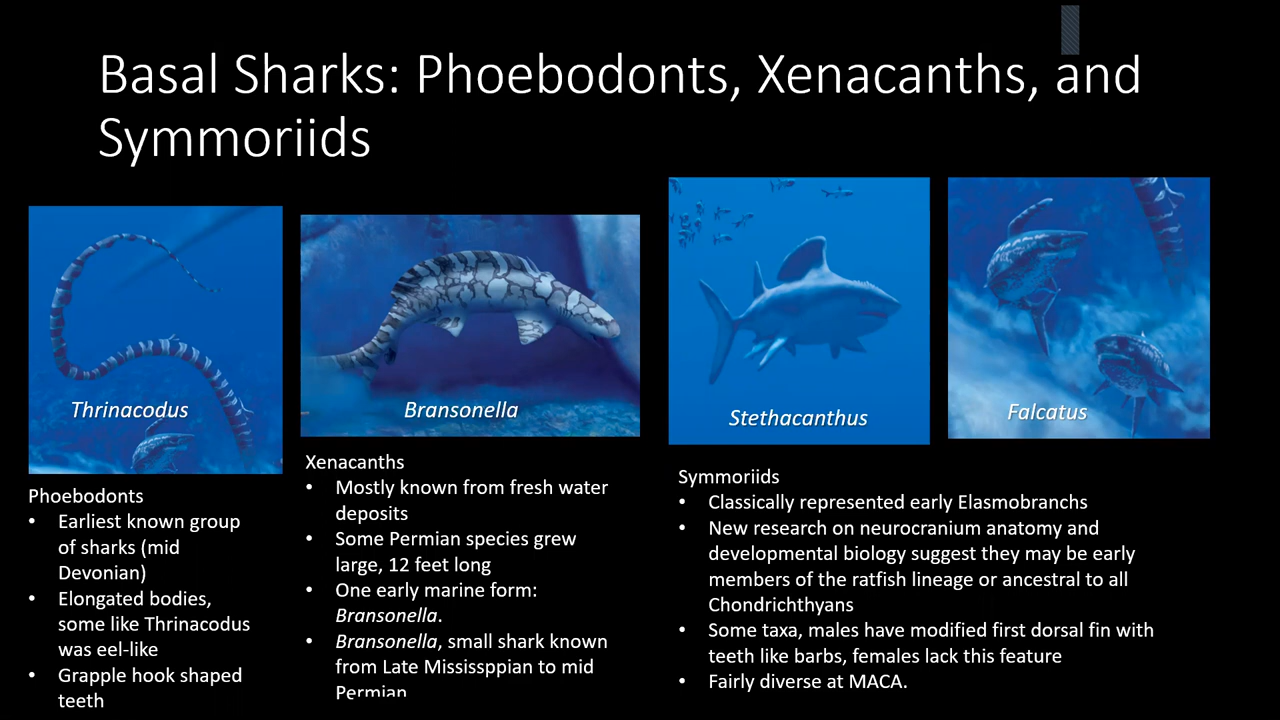 Basal Sharks: Phoebodonts, Xenacanths, and
Symmoriids
Thrinacodus
Bransonella
Stethacanthus
Falcatus
Phoebodonts
• Earliest known group
of sharks (mid
Devonian)
• Elongated bodies,
some like Thrinacodus
was eel-like
• Grapple hook shaped
teeth
Xenacanths
• Mostly known from fresh water
deposits
• Some Permian species grew
large, 12 feet long
• One early marine form:
Bransonella.
• Bransonella, small shark known
from Late Mississppian to mid
Permian
Symmoriids
• Classically represented early Elasmobranchs
• New research on neurocranium anatomy and
developmental biology suggest they may be early
members of the ratfish lineage or ancestral to all
Chondrichthyans
• Some taxa, males have modified first dorsal fin with
teeth like barbs, females lack this feature
• Fairly diverse at MACA.